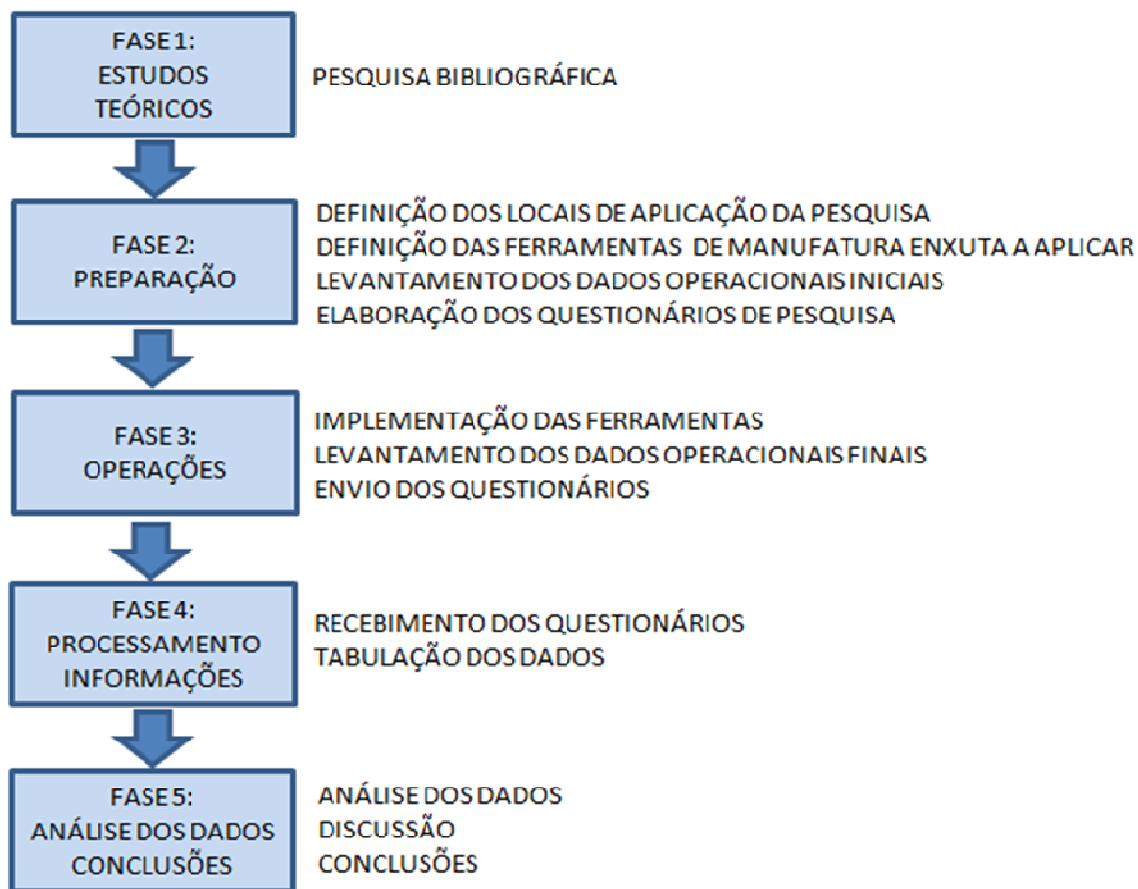 FASE 1:
ESTUDOS
TEÓRICOS
PESQUISA BIBLIOGRÁFICA
FASE 2:
PREPARAÇÃO
DEFINIÇÃO DOS LOCAIS DE APLICAÇÃO DA PESQUISA
DEFINIÇÃO DAS FERRAMENTAS DE MANUFATURA ENXUTA A APLICAR
LEVANTAMENTO DOS DADOS OPERACIONAIS INICIAIS
ELABORAÇÃO DOS QUESTIONÁRIOS DE PESQUISA
FASE 3:
OPERAÇÕES
IMPLEMENTAÇÃO DAS FERRAMENTAS
LEVANTAMENTO DOS DADOS OPERACIONAIS FINAIS
ENVIO DOS QUESTIONÁRIOS
FASE 4:
PROCESSAMENTO
INFORMAÇÕES
RECEBIMENTO DOS QUESTIONÁRIOS
TABULAÇÃO DOS DADOS
FASE 5:
ANÁLISE DOS DADOS
CONCLUSÕES
ANÁLISE DOS DADOS
DISCUSSÃO
CONCLUSÕES